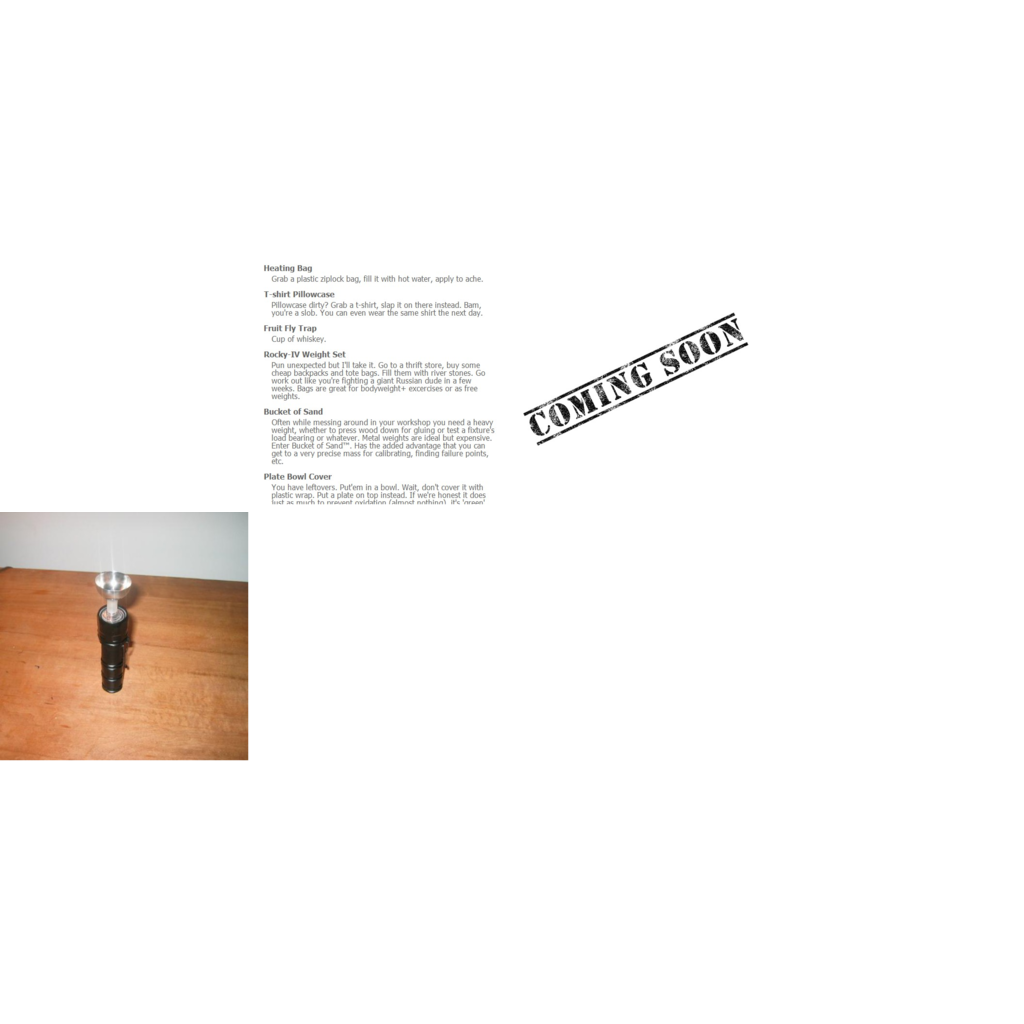 Heating Bag
Grab a plastic ziplock bag, fill it with hot water, apply to ache.
T-shirt Pillowcase
Pillowcase dirty? Grab a t-shirt, slap it on there instead. Bam,
you're a slob. You can even wear the same shirt the next day.
Fruit Fly Trap
Cup of whiskey.
Rocky-IV Weight Set
Pun unexpected but I'll take it. Go to a thrift store, buy some
cheap backpacks and tote bags. Fill them with river stones. Go
work out like you're fighting a giant Russian dude in a few
weeks. Bags are great for bodyweight+ excercises or as free
weights.
Bucket of Sand
Often while messing around in your workshop you need a heavy
weight, whether to press wood down for gluing or test a fixture's
load bearing or whatever. Metal weights are ideal but expensive.
Enter Bucket of Sand™. Has the added advantage that you can
get to a very precise mass for calibrating, finding failure points,
etc.
Plate Bowl Cover
You have leftovers. Put'em in a bowl. Wait, don't cover it with
plastic wrap. Put a plate on top instead. If we're honest it does
just as much to prevent oxidation (almost nothing), it's 'green'
COMING SOON